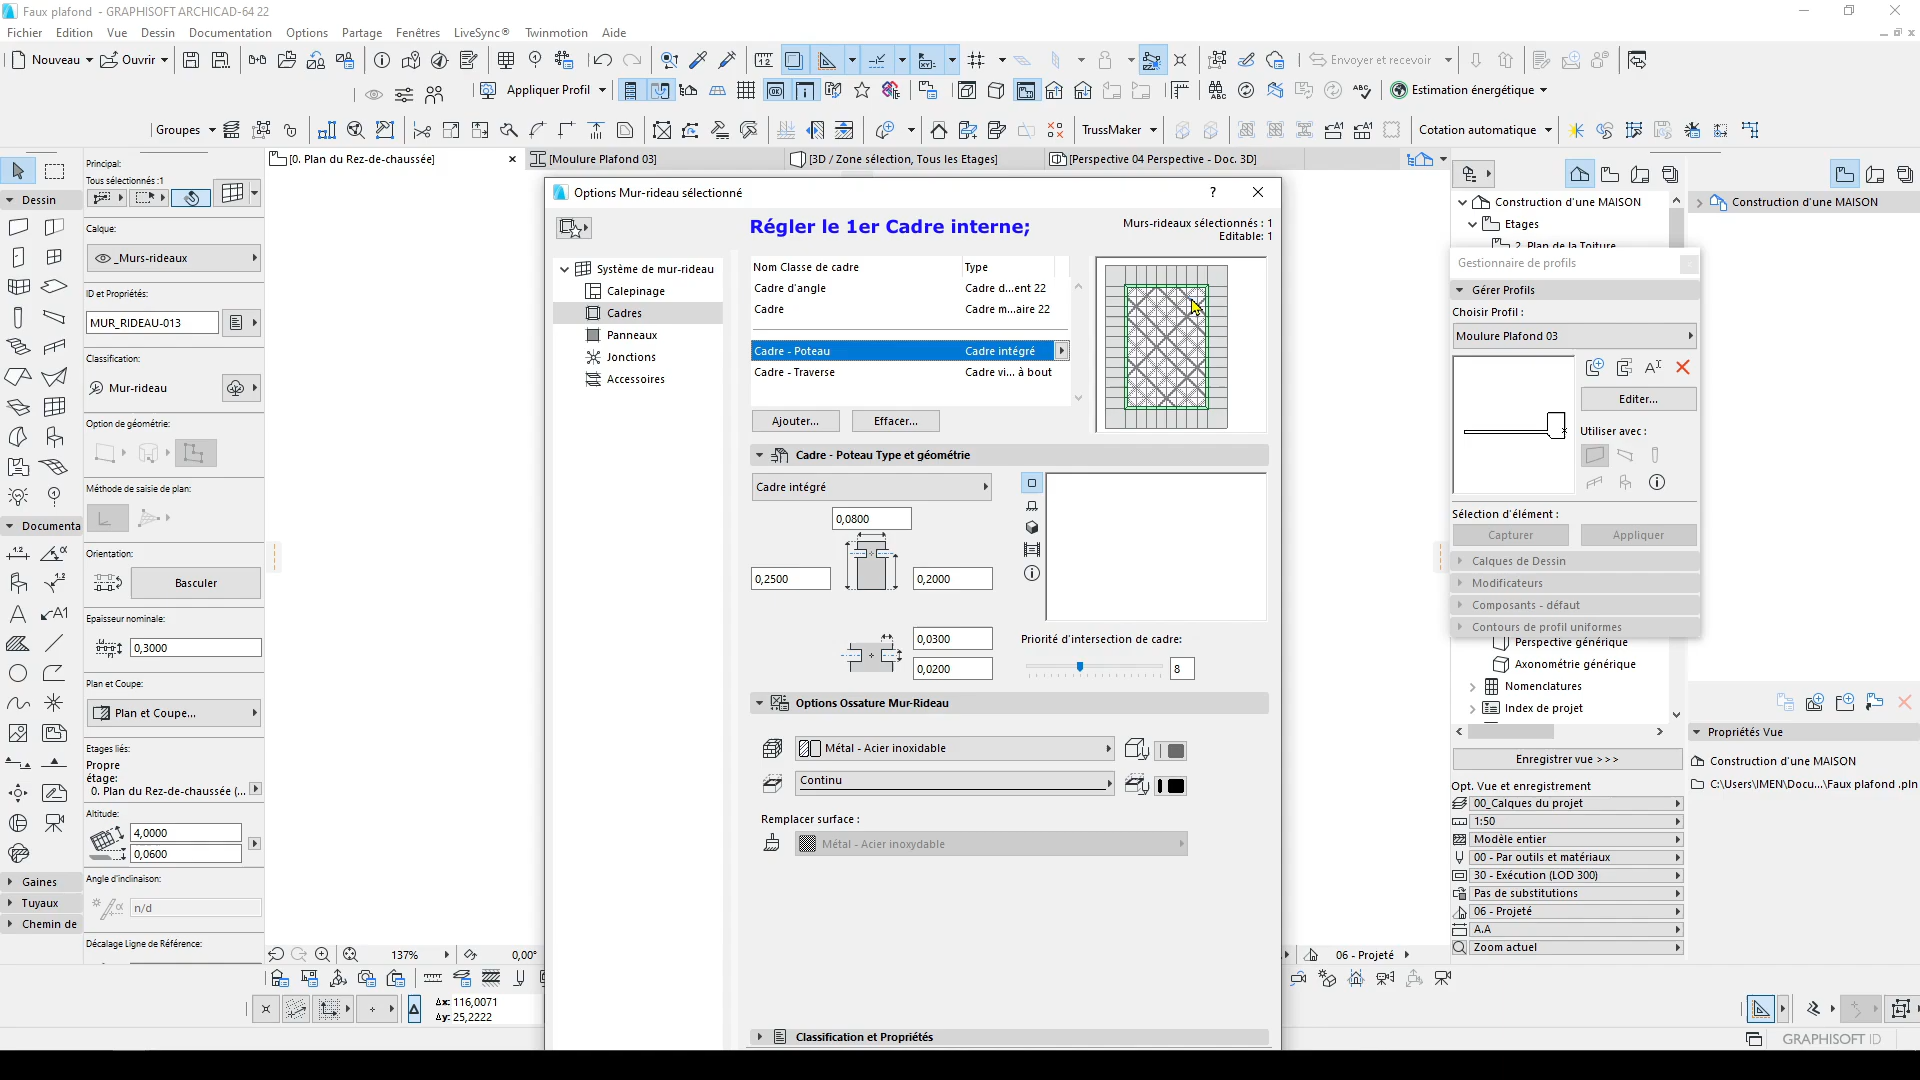 Faux plafond - GRAPHISOFT ARCHICAD-64 22
Fichier Edition Vue Dessin Documentation Options Partage Fenêtres LiveSync® Twinmotion Aide
Nouveau Ouvrir Envoyer et recevoir
Appliquer Profil Estimation énergétique
Groupes TrussMaker Cotation automatique
Principal:
Tous sélectionnés :1
[0. Plan du Rez-de-chaussée] [Moulure Plafond 03] [3D / Zone sélection, Tous les Etages] [Perspective 04 Perspective - Doc. 3D]
Dessin
Calque:
_Murs-rideaux
ID et Propriétés:
MUR_RIDEAU-013
Classification:
Mur-rideau
Option de géométrie:
Méthode de saisie de plan:
Documenta
Orientation:
Basculer
Epaisseur nominale:
0,3000
Plan et Coupe:
Plan et Coupe...
Etages liés:
Propre
étage:
0. Plan du Rez-de-chaussée (...
Altitude:
4,0000
0,0600
Angle d'inclinaison:
n/d
Décalage Ligne de Référence:
Gaines
Tuyaux
Chemin de
Options Mur-rideau sélectionné
?
Régler le 1er Cadre interne;
Murs-rideaux sélectionnés : 1
Editable: 1
Système de mur-rideau
Calepinage
Cadres
Panneaux
Jonctions
Accessoires
Nom Classe de cadre Type
Cadre d'angle Cadre d...ent 22
Cadre Cadre m...aire 22
Cadre - Poteau Cadre intégré
Cadre - Traverse Cadre vi... à bout
Ajouter... Effacer...
Cadre - Poteau Type et géométrie
Cadre intégré
0,0800
0,2500 0,2000
0,0300
0,0200
Priorité d'intersection de cadre:
8
Options Ossature Mur-Rideau
Métal - Acier inoxidable
Continu
Remplacer surface :
Métal - Acier inoxydable
Classification et Propriétés
137% 0,00° 06 - Projeté
Δx: 116,0071
Δy: 25,2222
Construction d'une MAISON
Etages
2. Plan de la Toiture
Construction d'une MAISON
Gestionnaire de profils
Gérer Profils
Choisir Profil :
Moulure Plafond 03
Editer...
Utiliser avec :
Sélection d'élément :
Capturer Appliquer
Calques de Dessin
Modificateurs
Composants - défaut
Contours de profil uniformes
Perspective générique
Axonométrie générique
Nomenclatures
Index de projet
Enregistrer vue >>>
Opt. Vue et enregistrement
00_Calques du projet
1:50
Modèle entier
00 - Par outils et matériaux
30 - Exécution (LOD 300)
Pas de substitutions
06 - Projeté
A.A
Zoom actuel
Propriétés Vue
Construction d'une MAISON
C:\Users\IMEN\Docu...\Faux plafond .pln
GRAPHISOFT ID